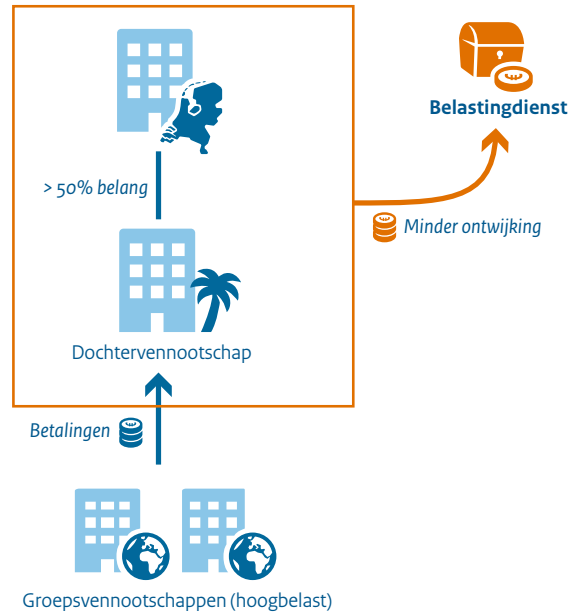 Belastingdienst
> 50% belang
Minder ontwijking
Dochtervennootschap
Betalingen
Groepsvennootschappen (hoogbelast)